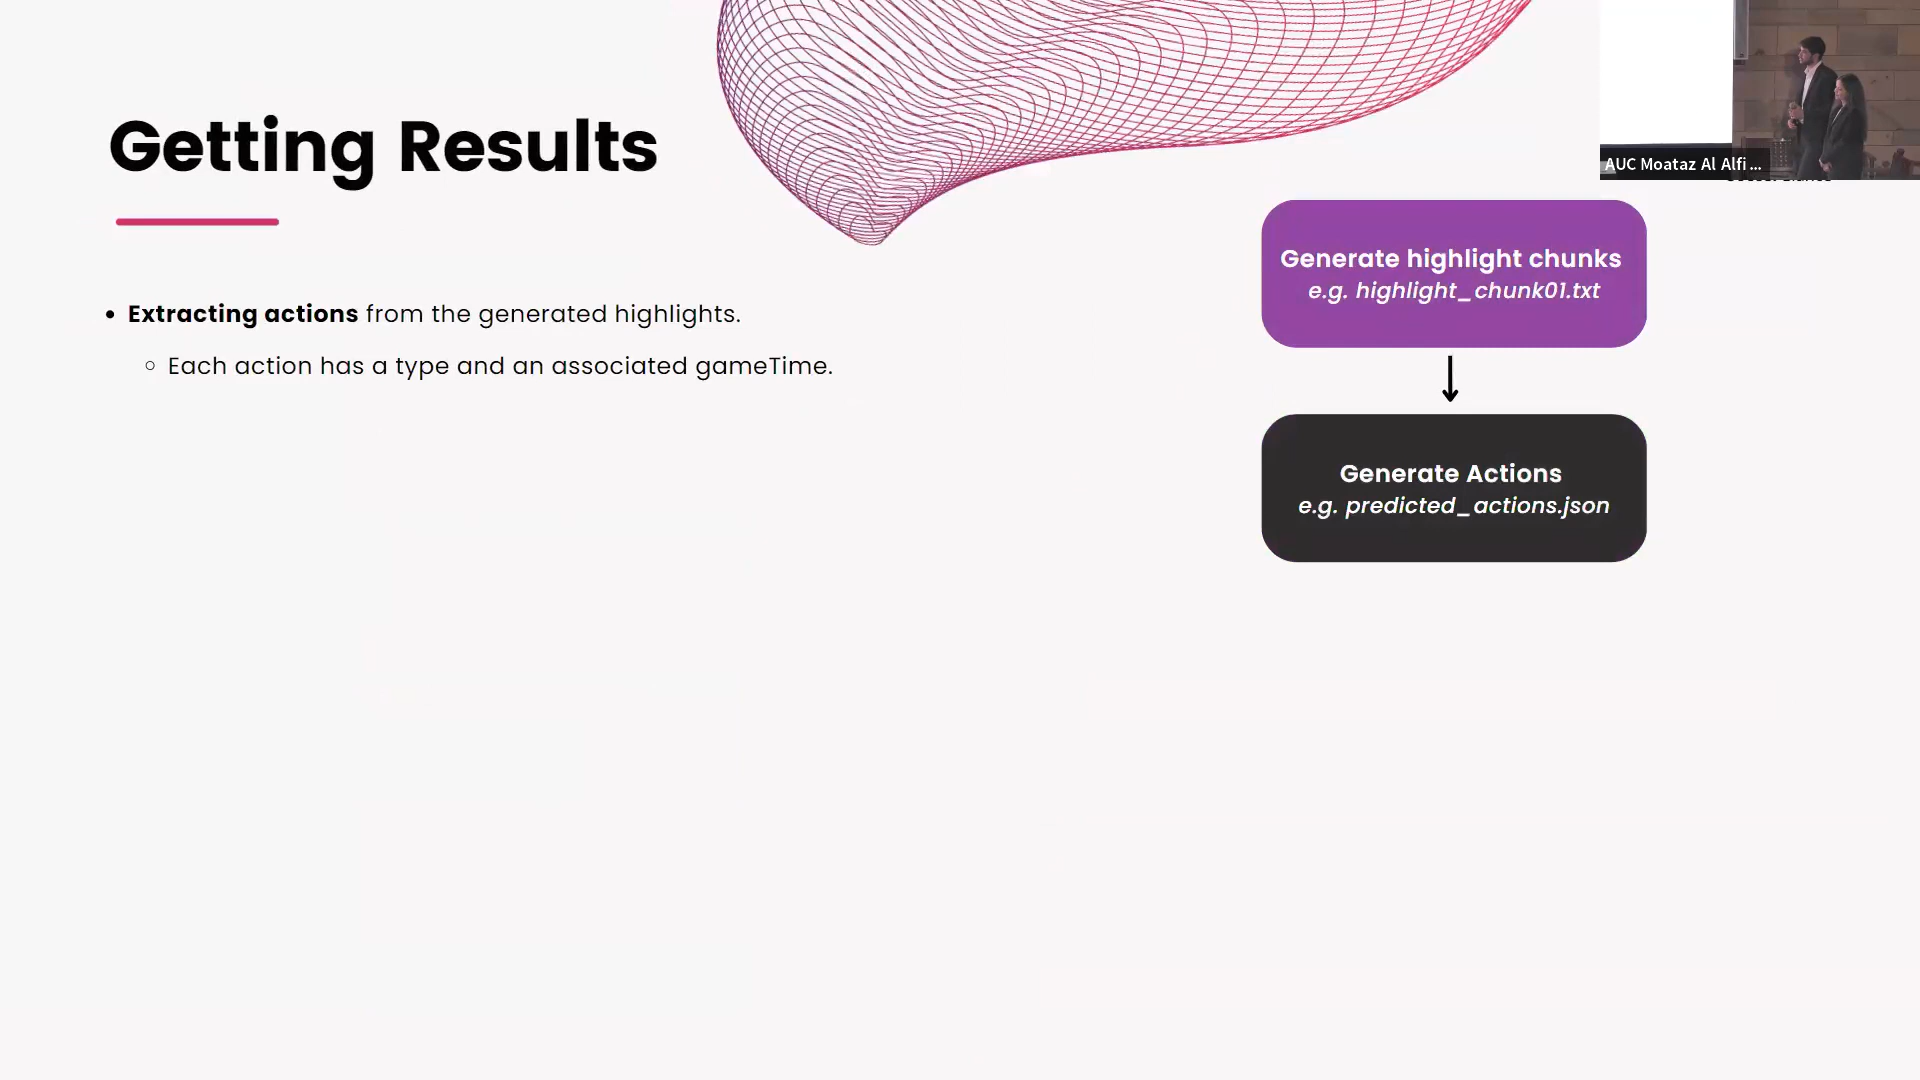 Getting Results
AUC Moataz Al Alfi ...
Extracting actions from the generated highlights.
Each action has a type and an associated gameTime.
Generate highlight chunks
e.g. highlight_chunk01.txt
Generate Actions
e.g. predicted_actions.json